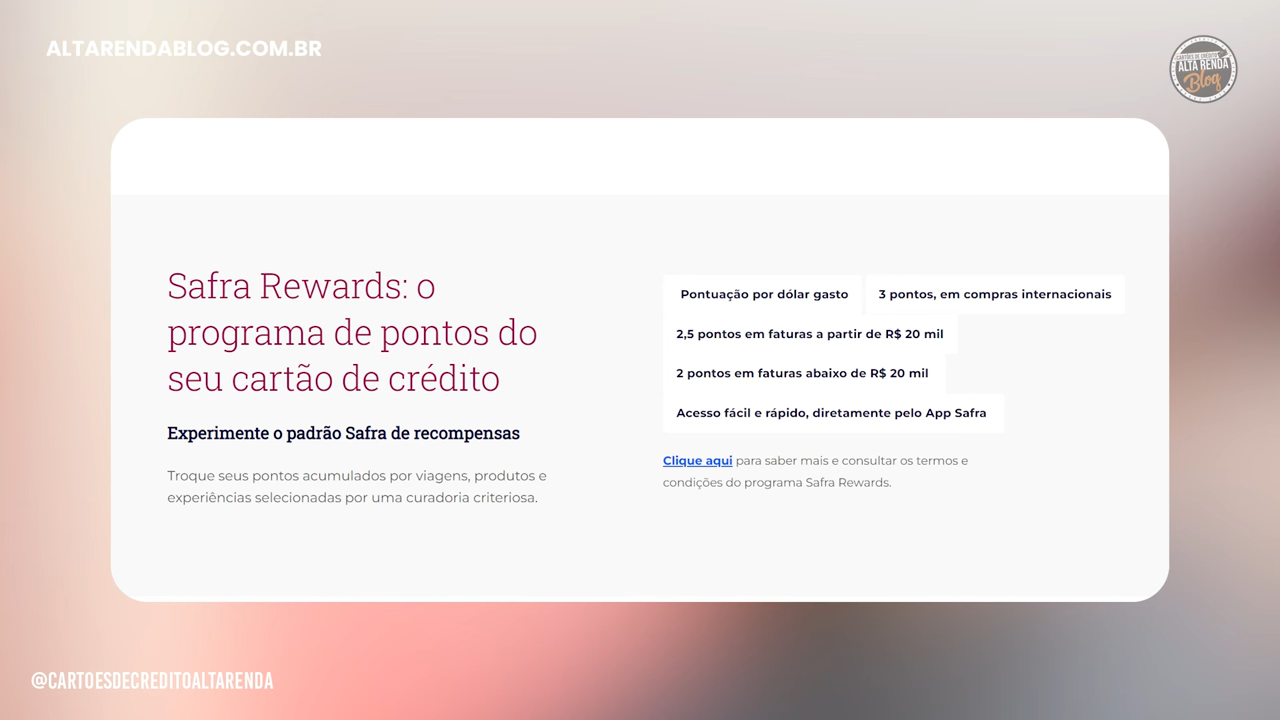 ALTARENDABLOG.COM.BR
CARTÕES DE CRÉDITO
ALTA RENDA
Blog
Safra Rewards: o
programa de pontos do
seu cartão de crédito
Experimente o padrão Safra de recompensas
Troque seus pontos acumulados por viagens, produtos e
experiências selecionadas por uma curadoria criteriosa.
Pontuação por dólar gasto
3 pontos, em compras internacionais
2,5 pontos em faturas a partir de R$ 20 mil
2 pontos em faturas abaixo de R$ 20 mil
Acesso fácil e rápido, diretamente pelo App Safra
Clique aqui para saber mais e consultar os termos e
condições do programa Safra Rewards.
@CARTOESDECREDITOALTARENDA